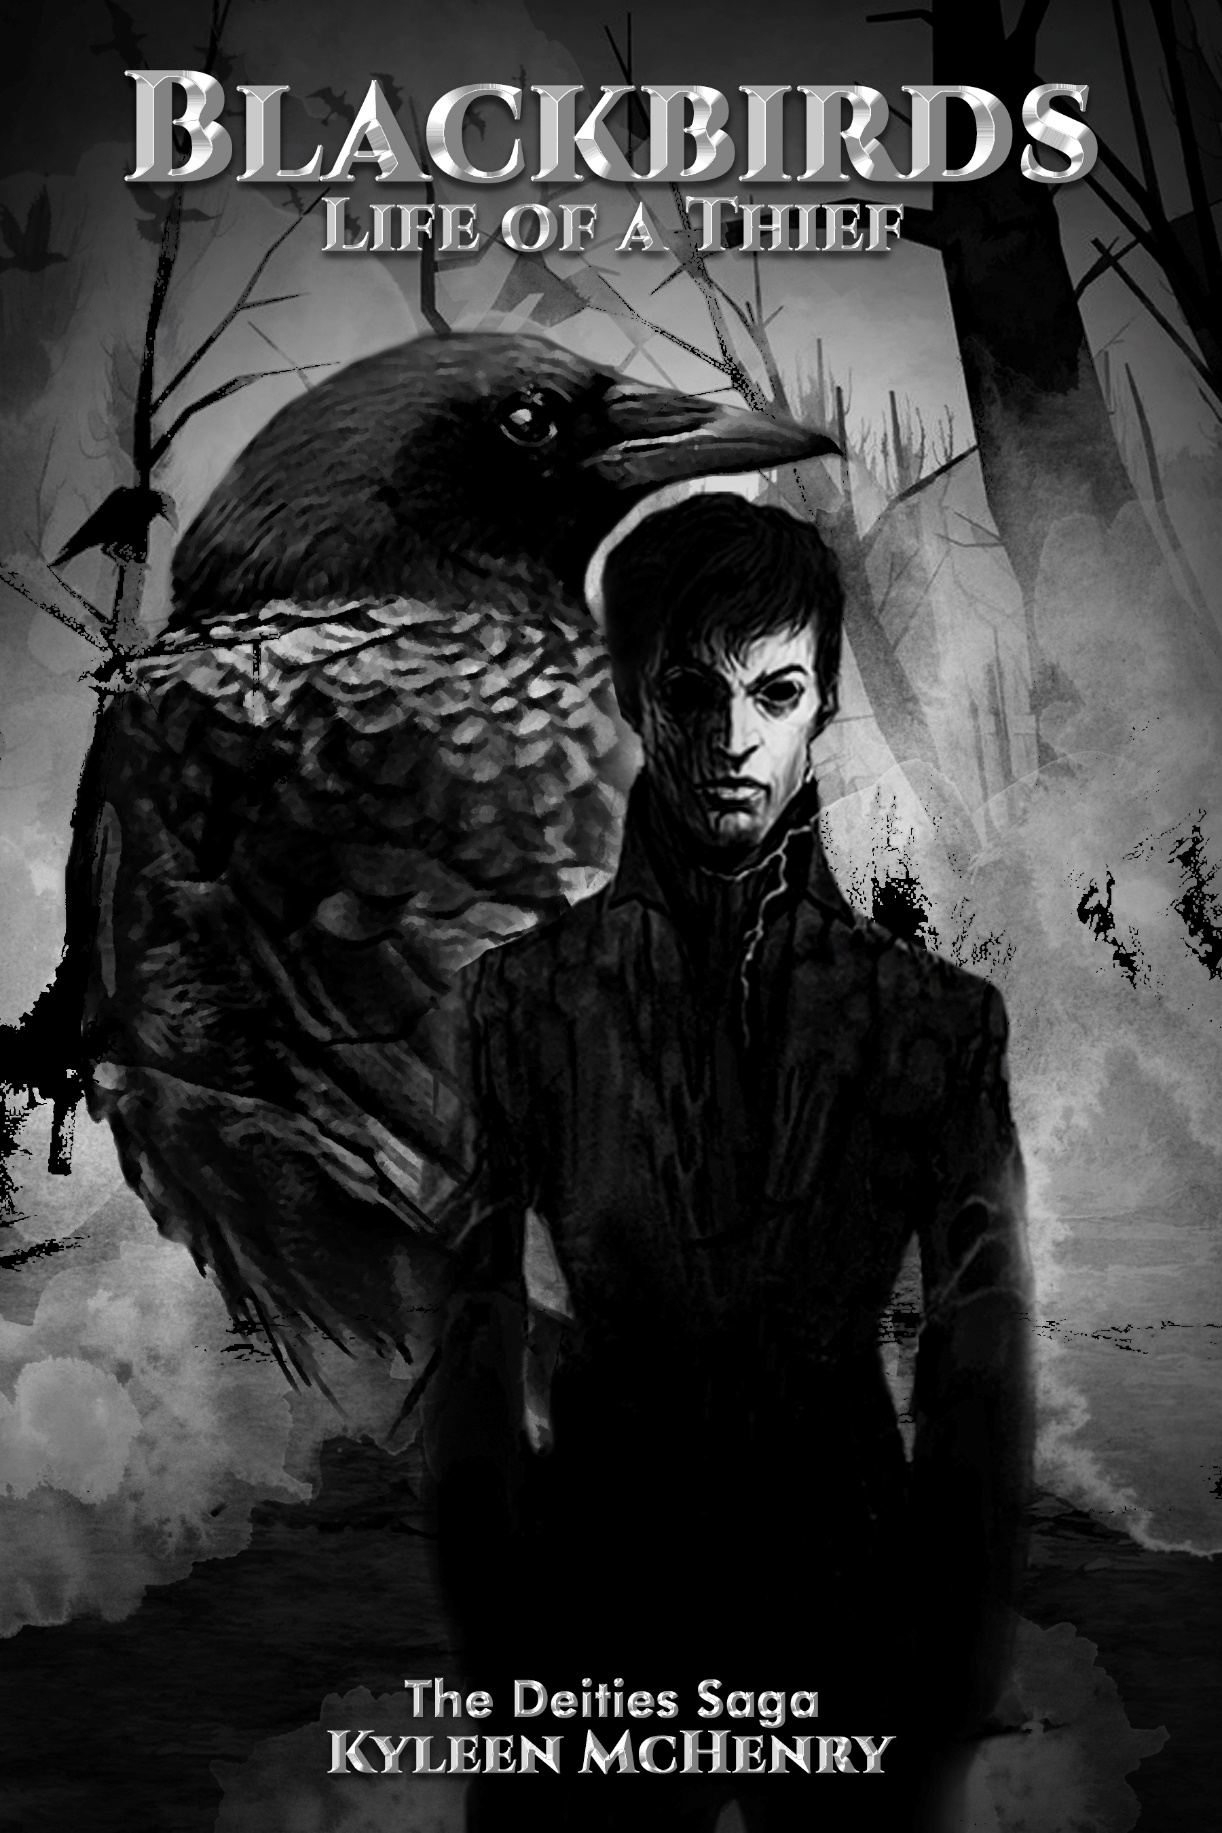 Blackbirds
Life of a Thief
The Deities Saga
Kyleen McHenry